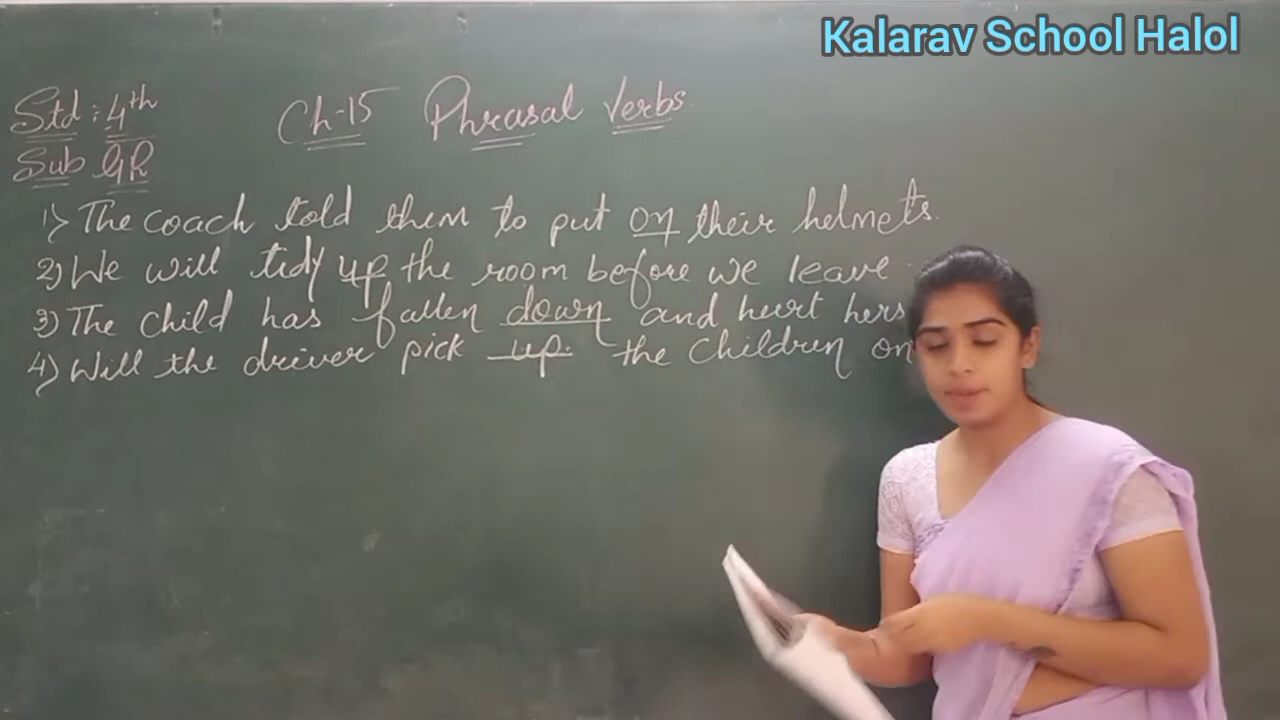 Kalarav School Halol
Std : 4th
Ch-15 Phrasal Verbs.
Sub GR
1) The coach told them to put on their helmets.
2) We will tidy up the room before we leave.
3) The child has fallen down and hurt hers
4) Will the driver pick up the children on